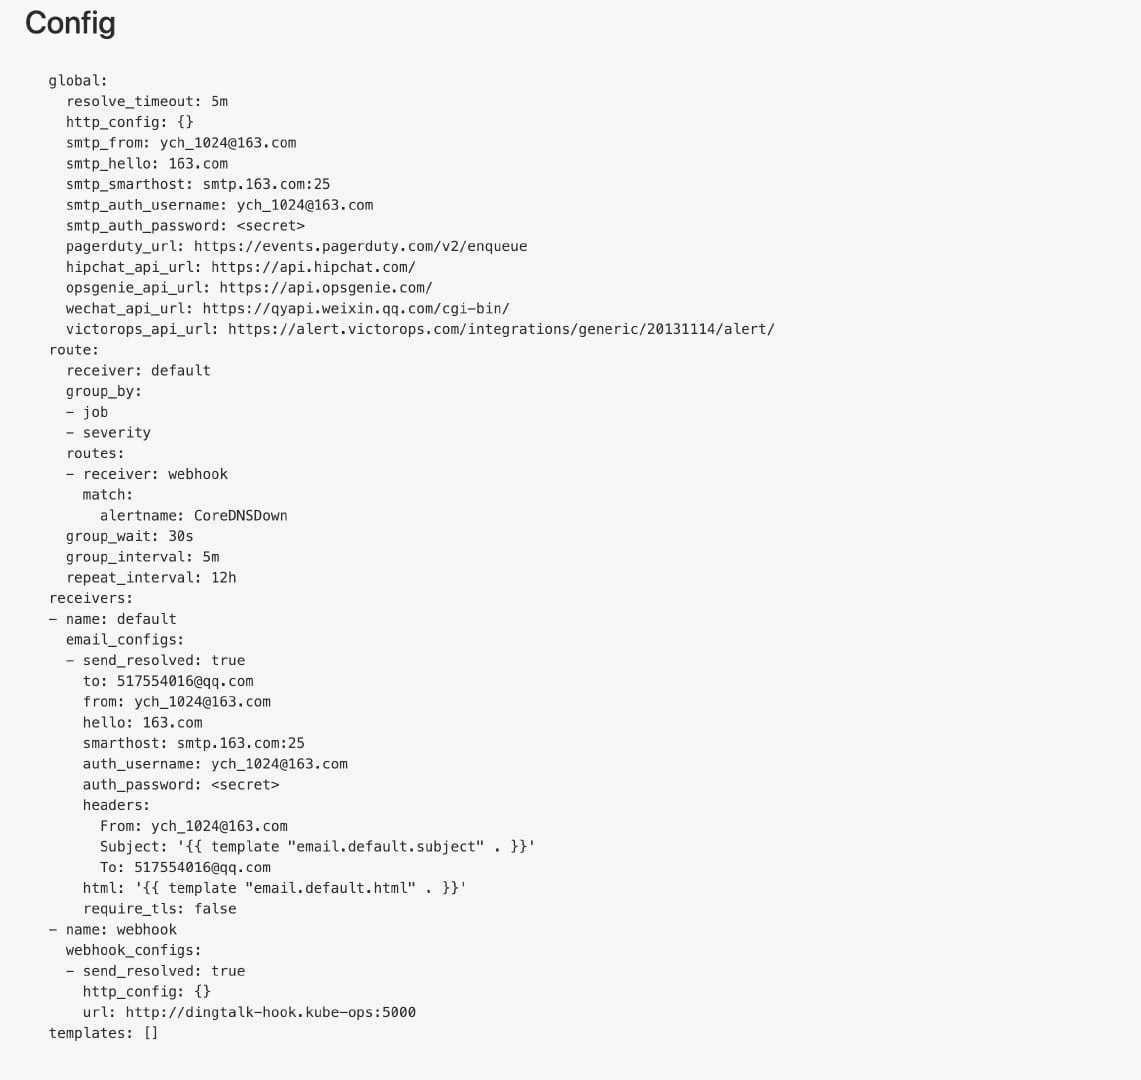 Config
global:
  resolve_timeout: 5m
  http_config: {}
  smtp_from: ych_1024@163.com
  smtp_hello: 163.com
  smtp_smarthost: smtp.163.com:25
  smtp_auth_username: ych_1024@163.com
  smtp_auth_password: <secret>
  pagerduty_url: https://events.pagerduty.com/v2/enqueue
  hipchat_api_url: https://api.hipchat.com/
  opsgenie_api_url: https://api.opsgenie.com/
  wechat_api_url: https://qyapi.weixin.qq.com/cgi-bin/
  victorops_api_url: https://alert.victorops.com/integrations/generic/20131114/alert/
route:
  receiver: default
  group_by:
  - job
  - severity
  routes:
  - receiver: webhook
    match:
      alertname: CoreDNSDown
  group_wait: 30s
  group_interval: 5m
  repeat_interval: 12h
receivers:
- name: default
  email_configs:
  - send_resolved: true
    to: 517554016@qq.com
    from: ych_1024@163.com
    hello: 163.com
    smarthost: smtp.163.com:25
    auth_username: ych_1024@163.com
    auth_password: <secret>
    headers:
      From: ych_1024@163.com
      Subject: '{{ template "email.default.subject" . }}'
      To: 517554016@qq.com
    html: '{{ template "email.default.html" . }}'
    require_tls: false
- name: webhook
  webhook_configs:
  - send_resolved: true
    http_config: {}
    url: http://dingtalk-hook.kube-ops:5000
templates: []